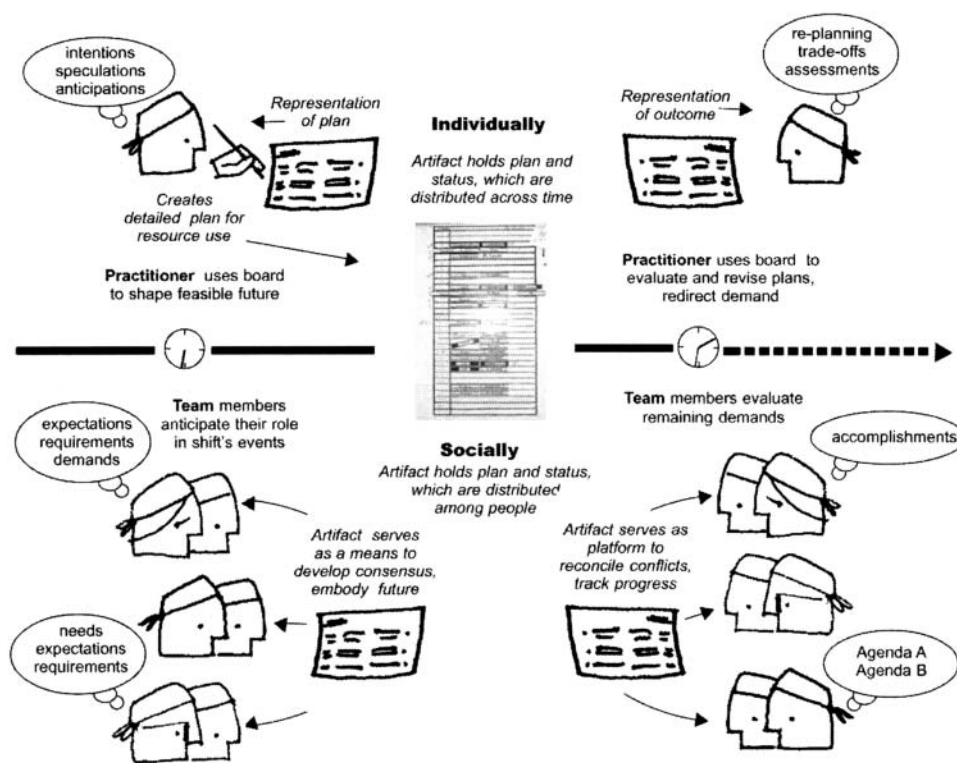 intentions
speculations
anticipations
Representation
of plan
Creates
detailed plan for
resource use
Practitioner uses board
to shape feasible future
Individually
Artifact holds plan and
status, which are
distributed across time
Representation
of outcome
re-planning
trade-offs
assessments
Practitioner uses board to
evaluate and revise plans,
redirect demand
Team members
anticipate their role
in shift's events
expectations
requirements
demands
needs
expectations
requirements
Artifact serves
as a means to
develop consensus,
embody future
Socially
Artifact holds plan and status,
which are distributed
among people
Team members evaluate
remaining demands
accomplishments
Artifact serves as
platform to
reconcile conflicts,
track progress
Agenda A
Agenda B